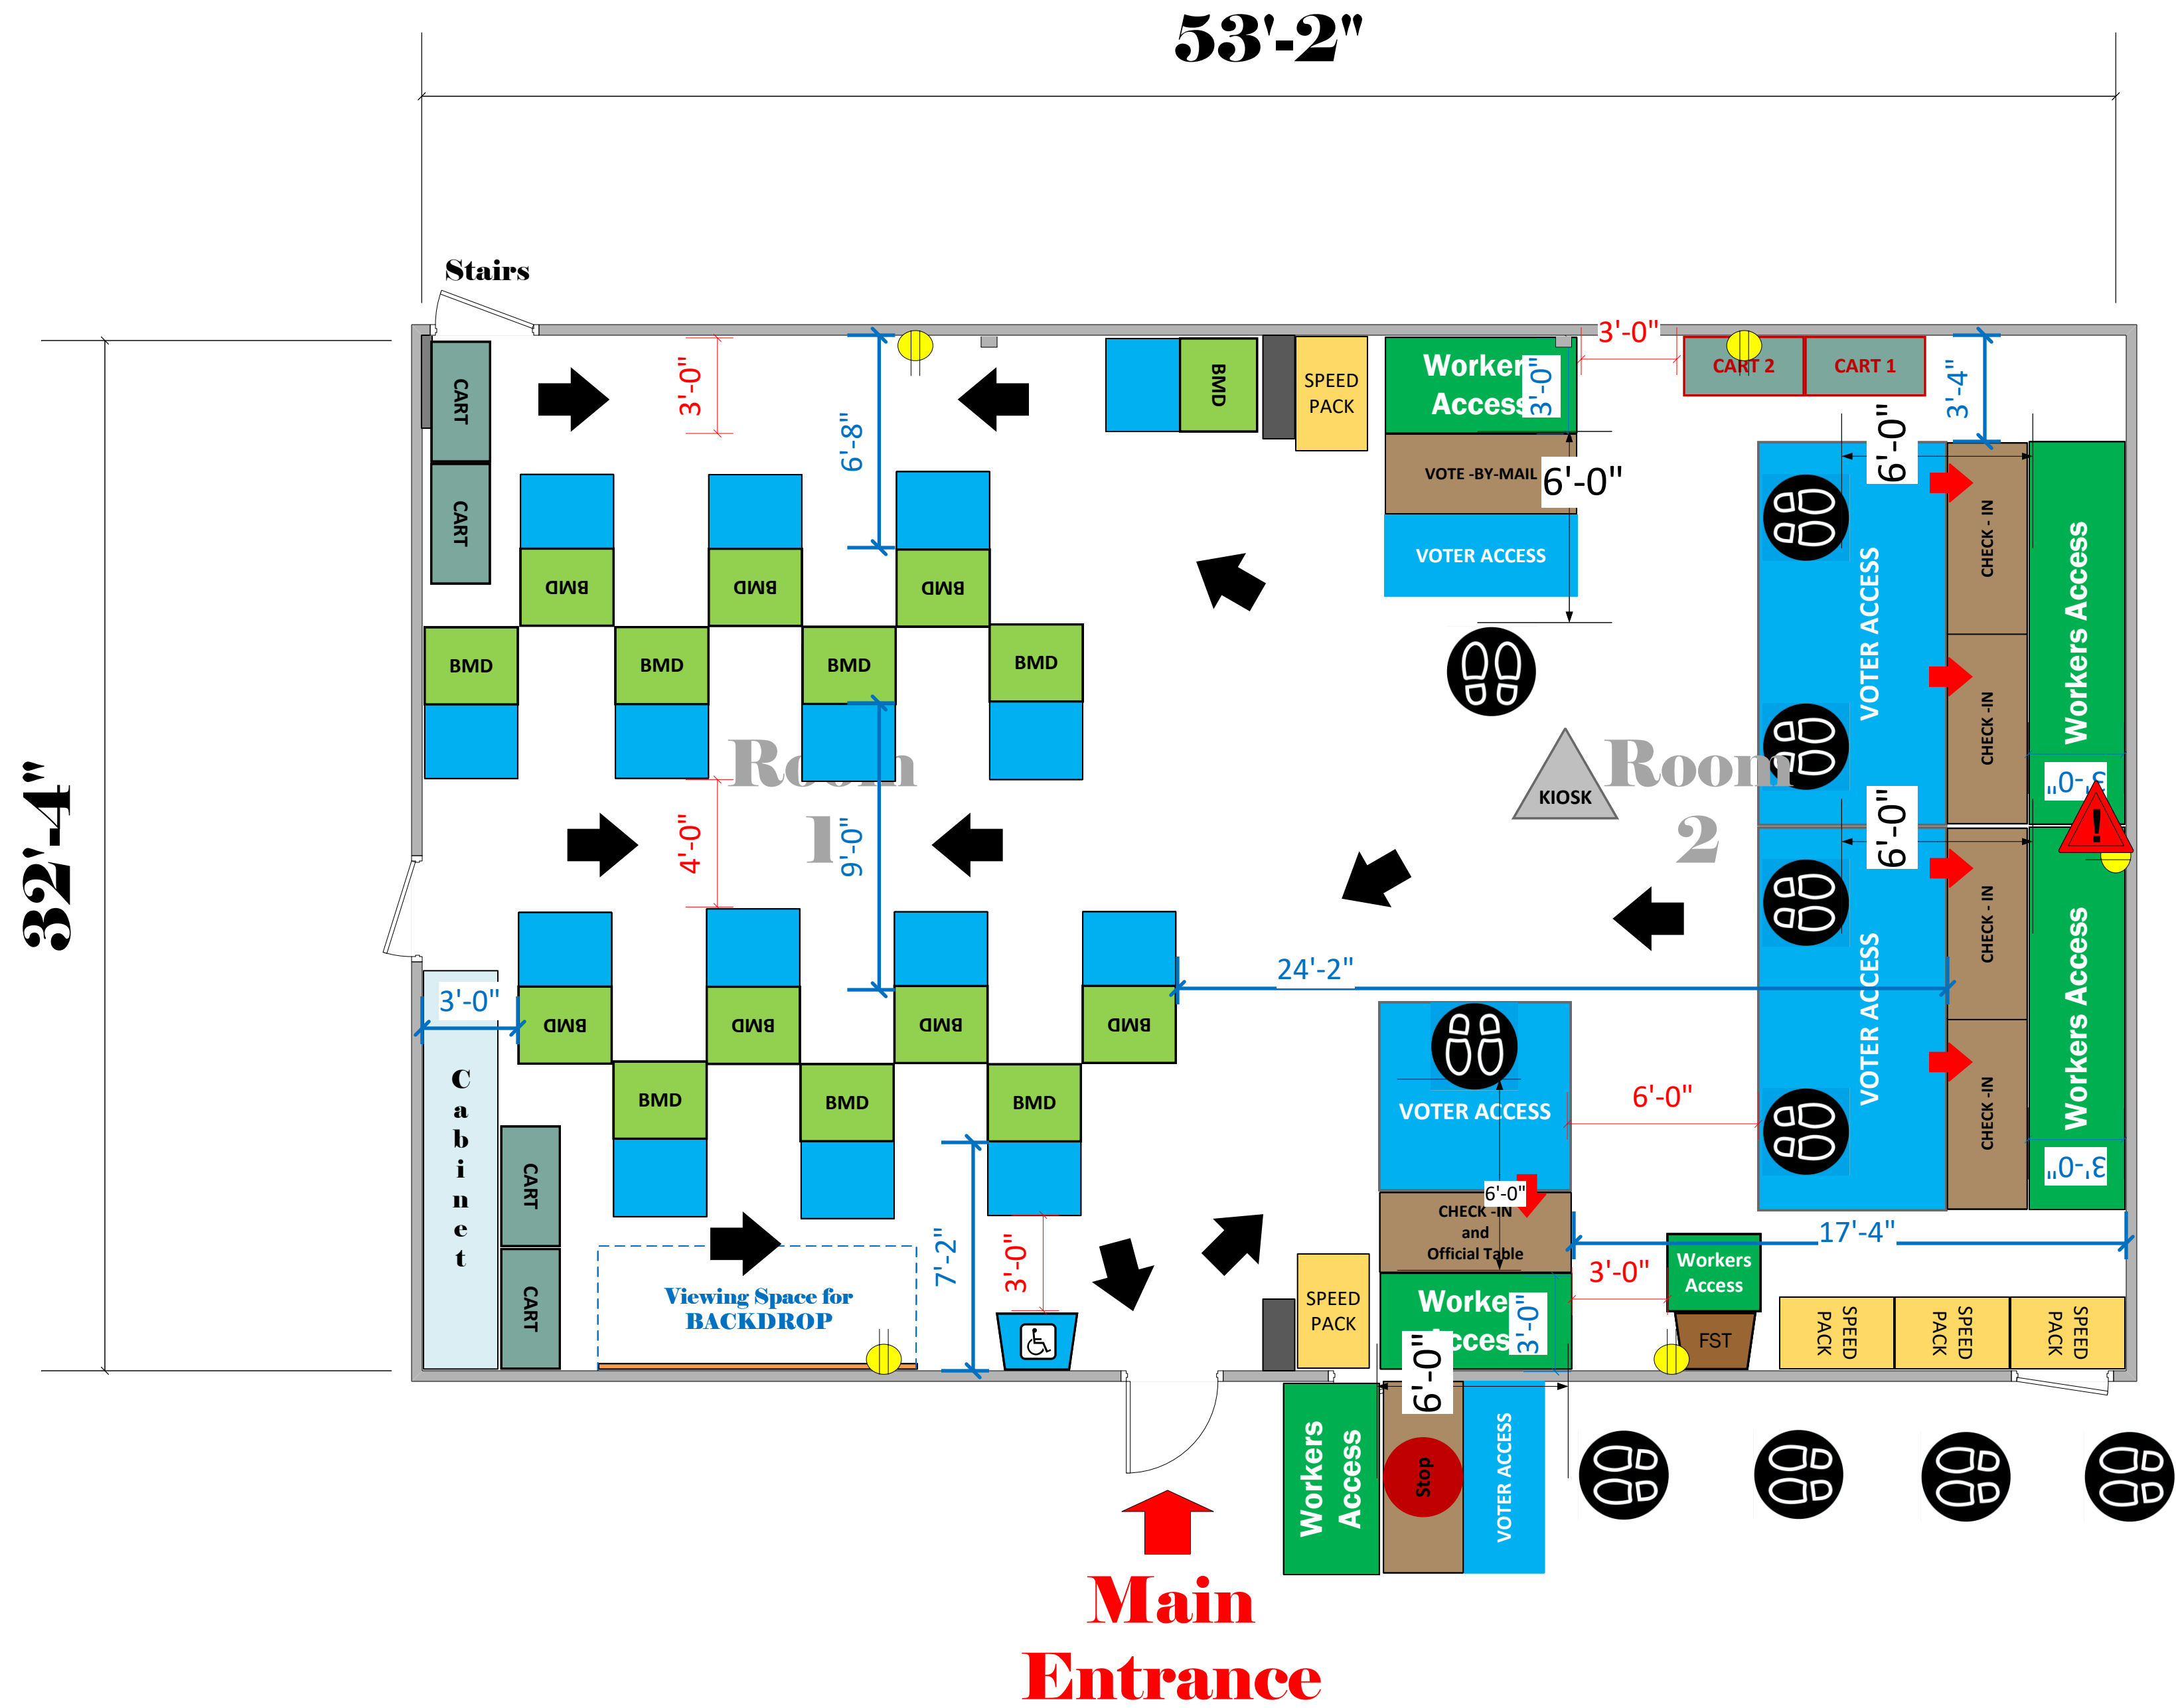 53'-2"
Stairs
32'-4"
CART
CART
3'-0"
6'-8"
BMD
SPEED
PACK
Worker
Access
3'-0"
3'-0"
CART 2
CART 1
3'-4"
6'-0"
VOTE -BY-MAIL
6'-0"
VOTER ACCESS
VOTER ACCESS
CHECK - IN
CHECK -IN
Workers Access
3'-0"
BMD
BMD
BMD
BMD
BMD
BMD
BMD
Room
1
4'-0"
9'-0"
KIOSK
Room
2
6'-0"
!
VOTER ACCESS
CHECK - IN
CHECK -IN
Workers Access
3'-0"
24'-2"
3'-0"
Cabinet
BMD
BMD
BMD
BMD
BMD
BMD
BMD
CART
CART
Viewing Space for
BACKDROP
7'-2"
3'-0"
VOTER ACCESS
6'-0"
6'-0"
CHECK -IN
and
Official Table
17'-4"
SPEED
PACK
Worke
Access
3'-0"
3'-0"
Workers
Access
FST
SPEED
PACK
SPEED
PACK
SPEED
PACK
6'-0"
Workers
Access
Stop
VOTER ACCESS
Main
Entrance